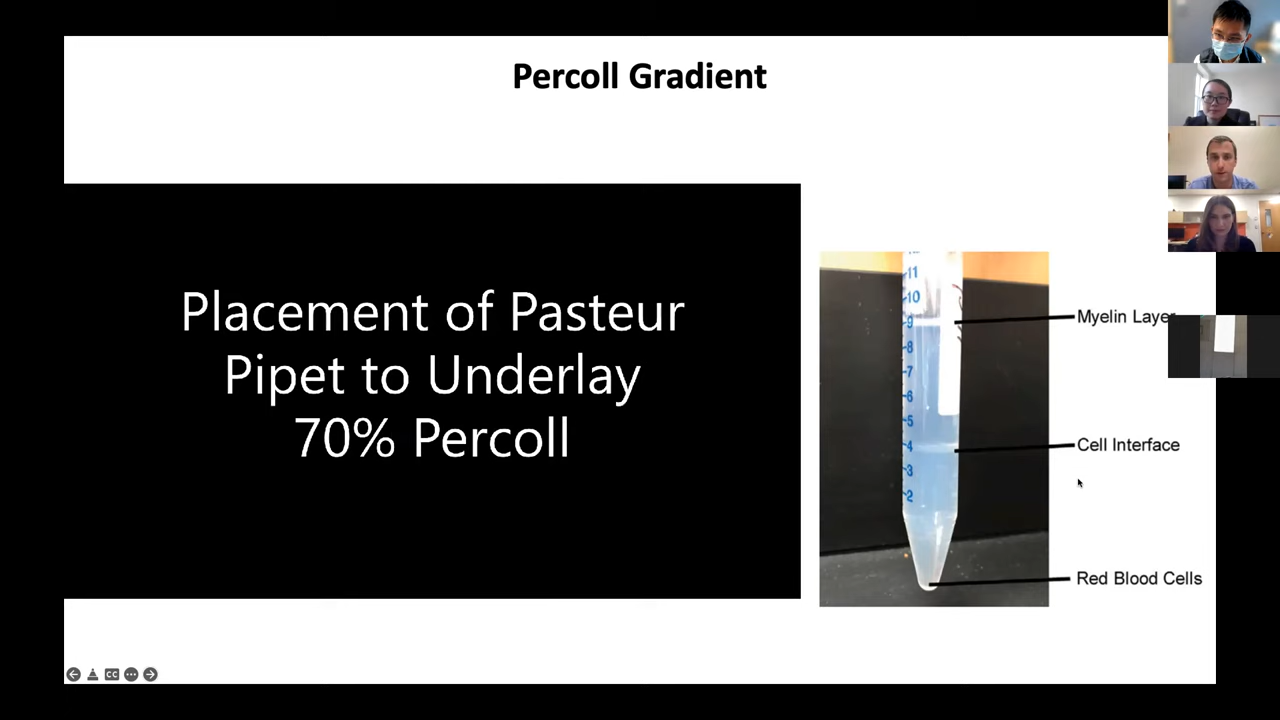 Percoll Gradient
Placement of Pasteur
Pipet to Underlay
70% Percoll
11
10
9
8
7
6
5
4
3
2
Myelin Layer
Cell Interface
Red Blood Cells
CC